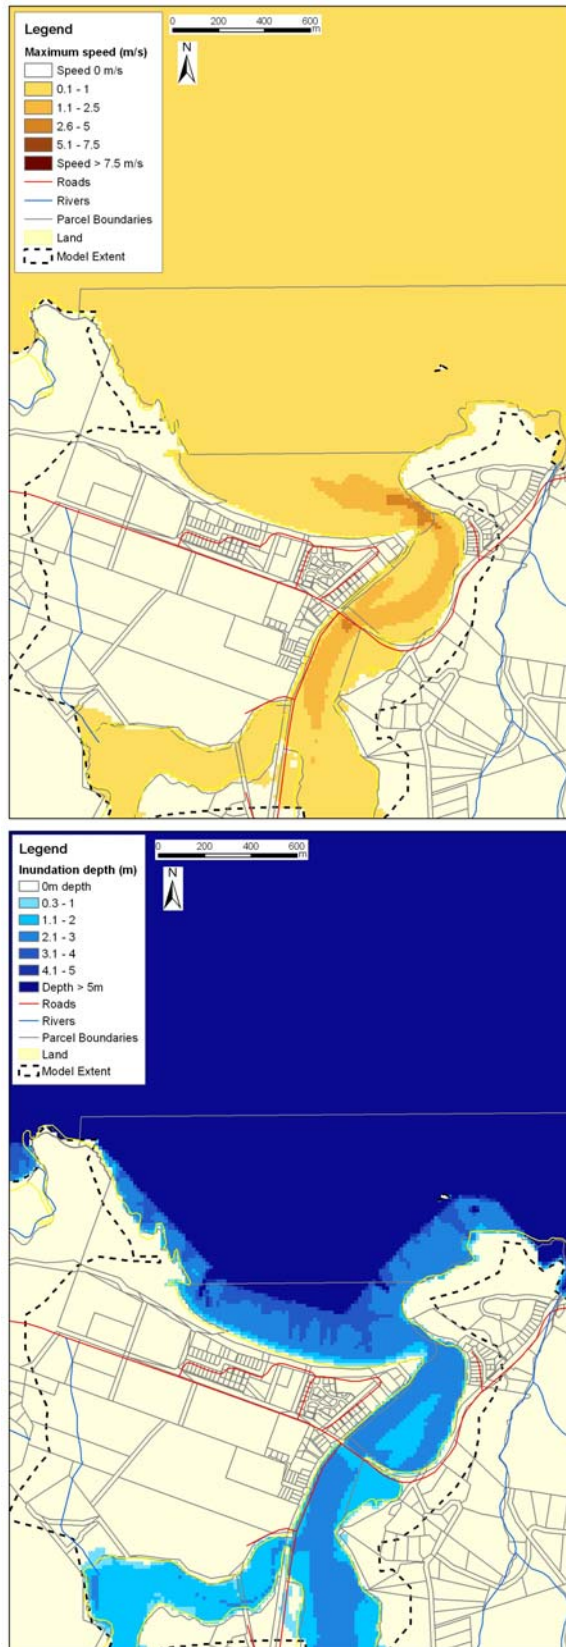 Legend
Maximum speed (m/s)
Speed 0 m/s
0.1 - 1
1.1 - 2.5
2.6 - 5
5.1 - 7.5
Speed > 7.5 m/s
Roads
Rivers
Parcel Boundaries
Land
Model Extent
0 200 400 600
m
N
Legend
Inundation depth (m)
0m depth
0.3 - 1
1.1 - 2
2.1 - 3
3.1 - 4
4.1 - 5
Depth > 5m
Roads
Rivers
Parcel Boundaries
Land
Model Extent
0 200 400 600
m
N